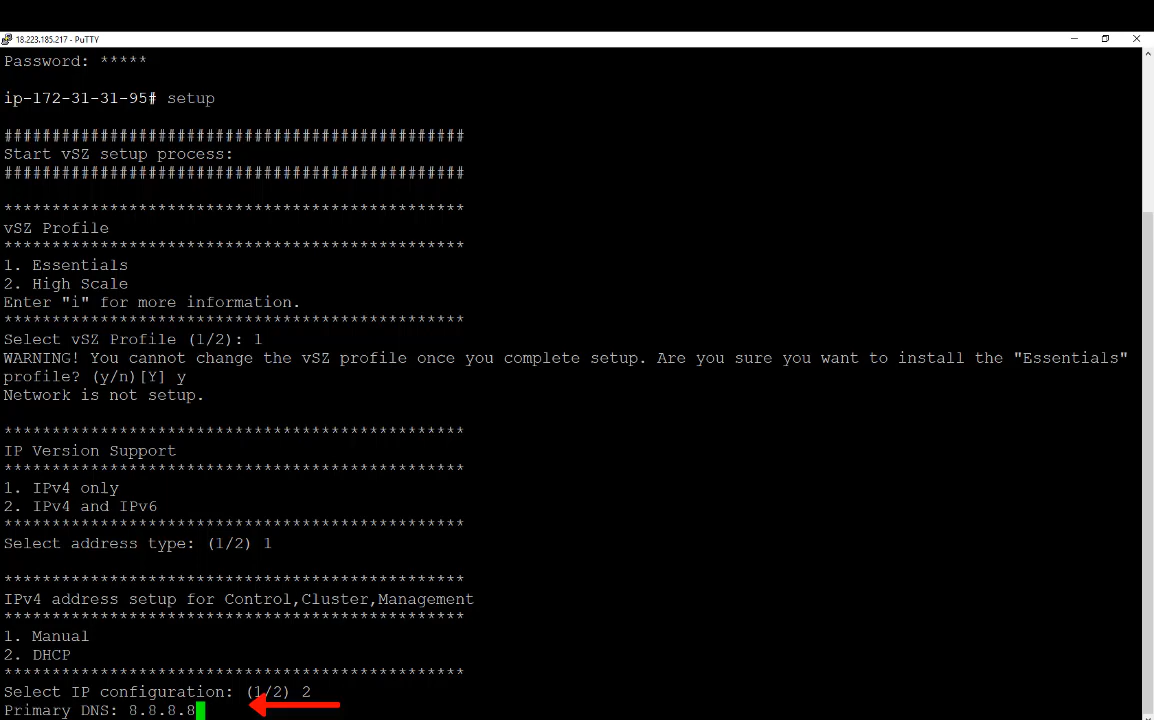 18.223.185.217 - PuTTY
Password: *****
ip-172-31-31-95# setup
################################################
Start vSZ setup process:
################################################
************************************************
vSZ Profile
************************************************
1. Essentials
2. High Scale
Enter "i" for more information.
************************************************
Select vSZ Profile (1/2): 1
WARNING! You cannot change the vSZ profile once you complete setup. Are you sure you want to install the "Essentials"
profile? (y/n)[Y] y
Network is not setup.
************************************************
IP Version Support
************************************************
1. IPv4 only
2. IPv4 and IPv6
************************************************
Select address type: (1/2) 1
************************************************
IPv4 address setup for Control,Cluster,Management
************************************************
1. Manual
2. DHCP
************************************************
Select IP configuration: (1/2) 2
Primary DNS: 8.8.8.8